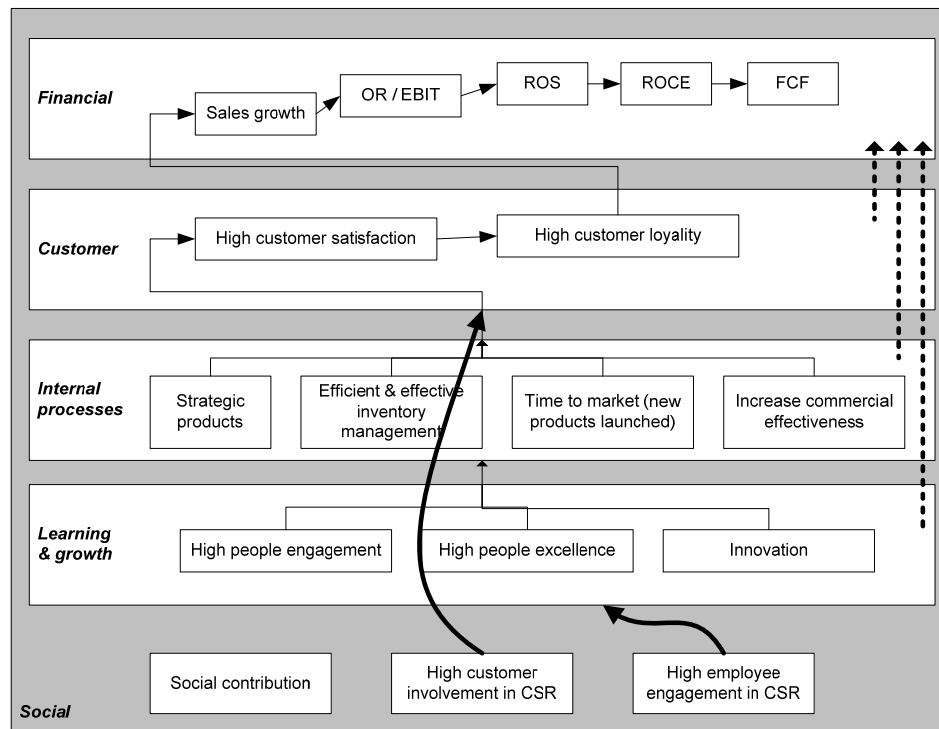 Financial
Sales growth
OR / EBIT
ROS
ROCE
FCF
Customer
High customer satisfaction
High customer loyality
Internal
processes
Strategic
products
Efficient & effective
inventory
management
Time to market (new
products launched)
Increase commercial
effectiveness
Learning
& growth
High people engagement
High people excellence
Innovation
Social contribution
High customer
involvement in CSR
High employee
engagement in CSR
Social